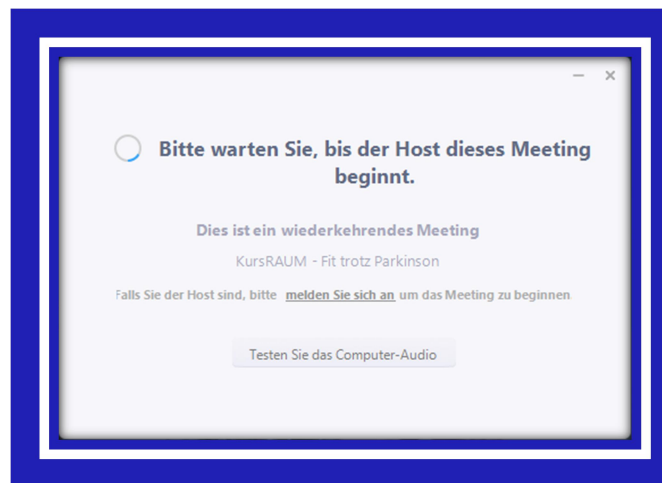 Bitte warten Sie, bis der Host dieses Meeting
beginnt.
Dies ist ein wiederkehrendes Meeting
KursRAUM - Fit trotz Parkinson
Falls Sie der Host sind, bitte melden Sie sich an um das Meeting zu beginnen
Testen Sie das Computer-Audio